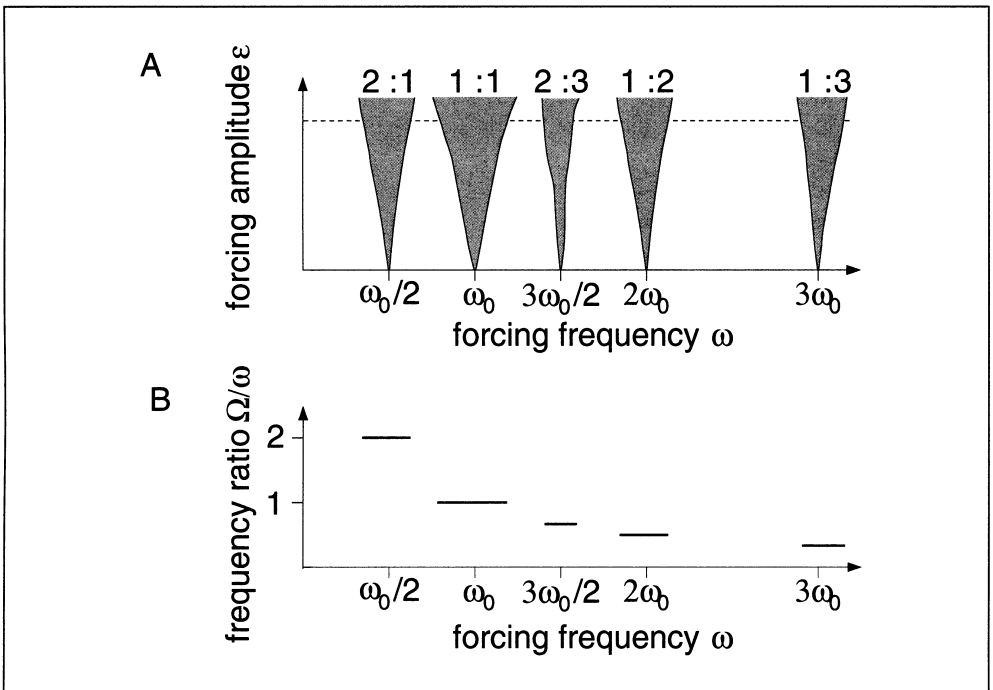 A
forcing amplitude ε
2 :1 1 :1 2 :3 1 :2 1 :3
ω₀/2 ω₀ 3ω₀/2 2ω₀ 3ω₀
forcing frequency ω
B
frequency ratio Ω/ω
2
1
ω₀/2 ω₀ 3ω₀/2 2ω₀ 3ω₀
forcing frequency ω